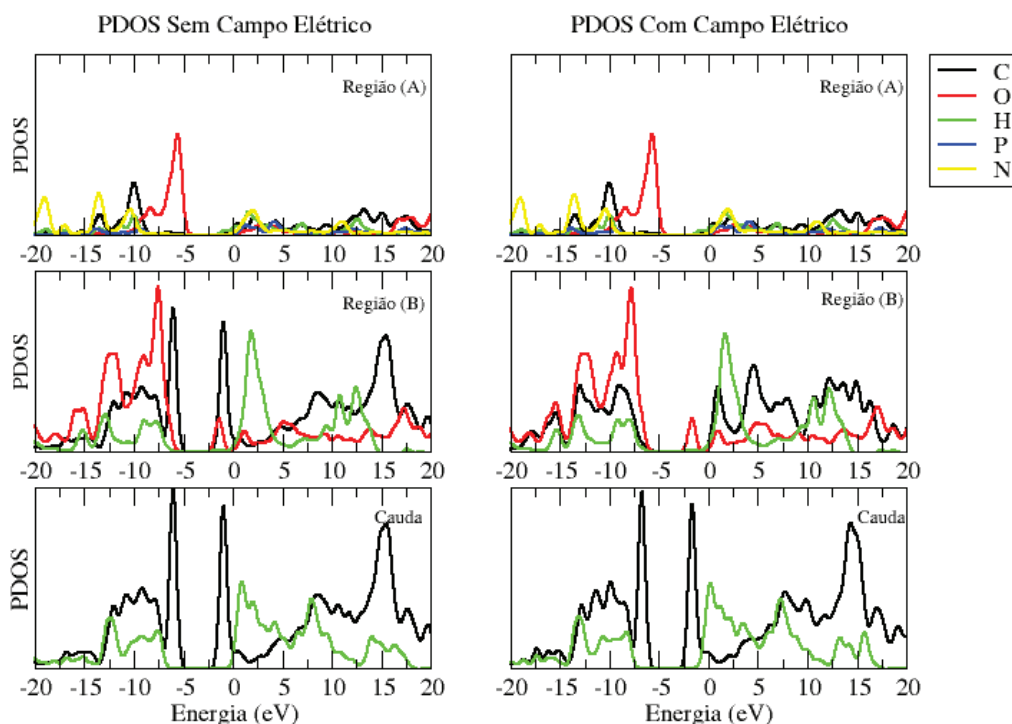 PDOS Sem Campo Elétrico
PDOS Com Campo Elétrico
Região (A)
Região (A)
C
O
H
P
N
PDOS
-20 -15 -10 -5 0 5 10 15 20
-20 -15 -10 -5 0 5 10 15 20
Região (B)
Região (B)
PDOS
-20 -15 -10 -5 0 5 10 15 20
-20 -15 -10 -5 0 5 10 15 20
Cauda
Cauda
PDOS
-20 -15 -10 -5 0 5 10 15 20
-20 -15 -10 -5 0 5 10 15 20
Energia (eV)
Energia (eV)